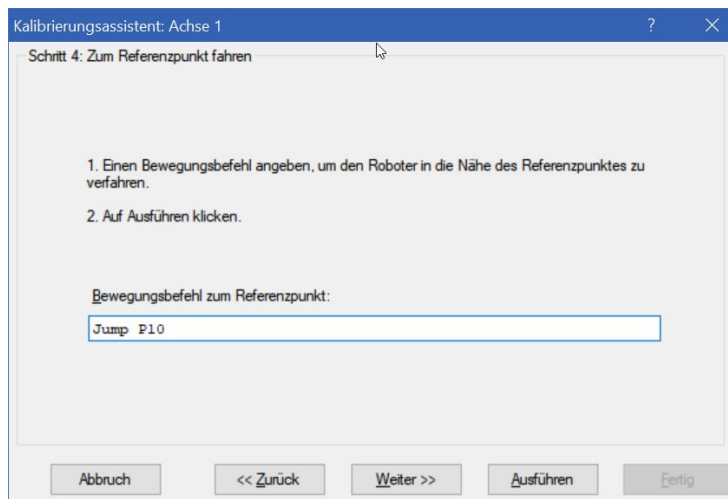 Kalibrierungsassistent: Achse 1
Schritt 4: Zum Referenzpunkt fahren
1. Einen Bewegungsbefehl angeben, um den Roboter in die Nähe des Referenzpunktes zu
verfahren.
2. Auf Ausführen klicken.
Bewegungsbefehl zum Referenzpunkt:
Jump P10
Abbruch << Zurück Weiter >> Ausführen Fertig